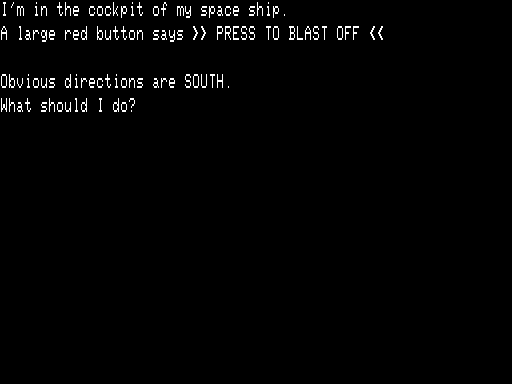 I'm in the cockpit of my space ship.
A large red button says >> PRESS TO BLAST OFF <<
Obvious directions are SOUTH.
What should I do?